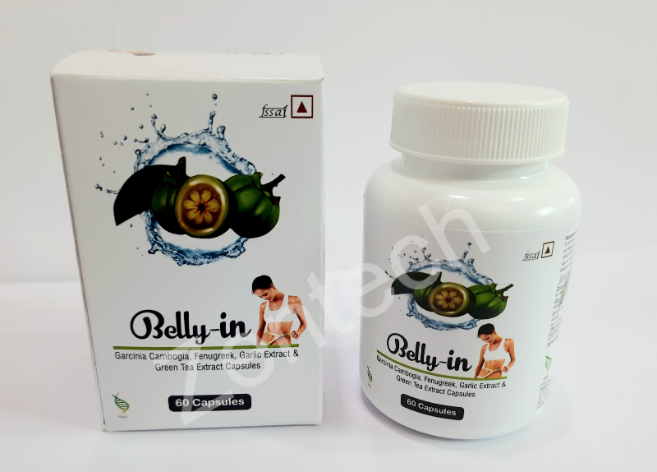 fssai
Belly-in
Garcinia Cambogia, Fenugreek, Garlic Extract &
Green Tea Extract Capsules
60 Capsules
fssai
Belly-in
Garcinia Cambogia, Fenugreek, Garlic Extract &
Green Tea Extract Capsules
60 Capsules
Zonitech